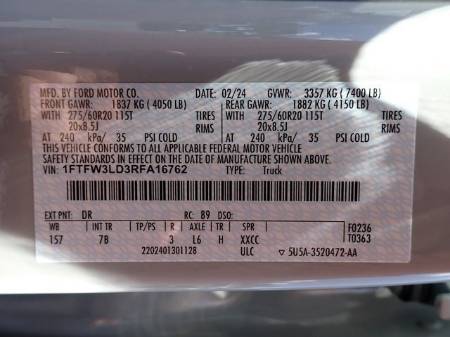 MFD. BY FORD MOTOR CO. 02/24 GVWR: 3357 KG ( 7400 LB)
FRONT GAWR: 1837 KG ( 4050 LB) REAR GAWR: 1882 KG ( 4150 LB)
WITH 275/60R20 115T TIRES WITH 275/60R20 115T TIRES
20x8.5J RIMS 20x8.5J RIMS
AT 240 kPa/ 35 PSI COLD AT 240 kPa/ 35 PSI COLD
THIS VEHICLE CONFORMS TO ALL APPLICABLE FEDERAL MOTOR VEHICLE
SAFETY STANDARDS IN EFFECT ON THE DATE OF MANUFACTURE SHOWN ABOVE.
VIN: 1FTFW3LD3RFA16762 TYPE: Truck
EXT PNT: DR RC: 89 DSO:
WB INT TR TP/PS R A TR SPR F0236
157 7B 3 L6 H XXCC T0363
2202401301128 ULC 5U5A-3520472-AA